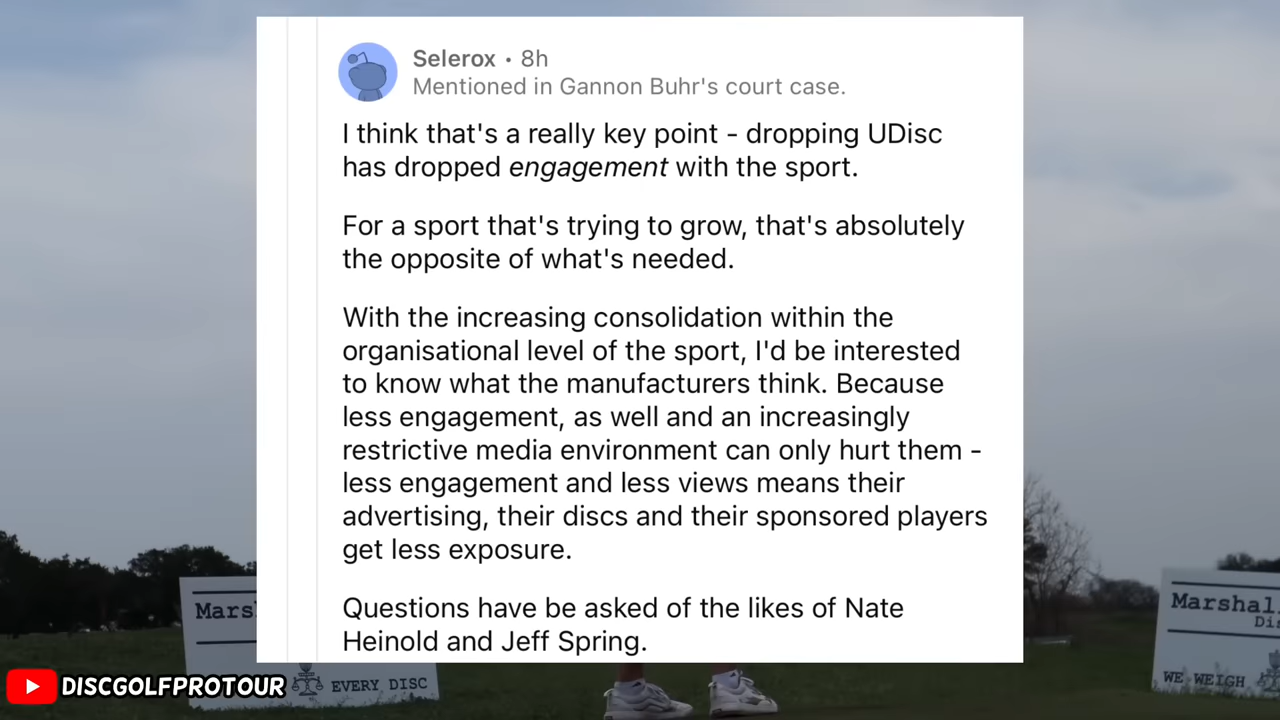 Selerox • 8h
Mentioned in Gannon Buhr's court case.
I think that's a really key point - dropping UDisc
has dropped engagement with the sport.
For a sport that's trying to grow, that's absolutely
the opposite of what's needed.
With the increasing consolidation within the
organisational level of the sport, I'd be interested
to know what the manufacturers think. Because
less engagement, as well and an increasingly
restrictive media environment can only hurt them -
less engagement and less views means their
advertising, their discs and their sponsored players
get less exposure.
Questions have be asked of the likes of Nate
Heinold and Jeff Spring.
Mars
EVERY DISC
Marshal
Di
WE WEIGH
DISCGOLFPROTOUR